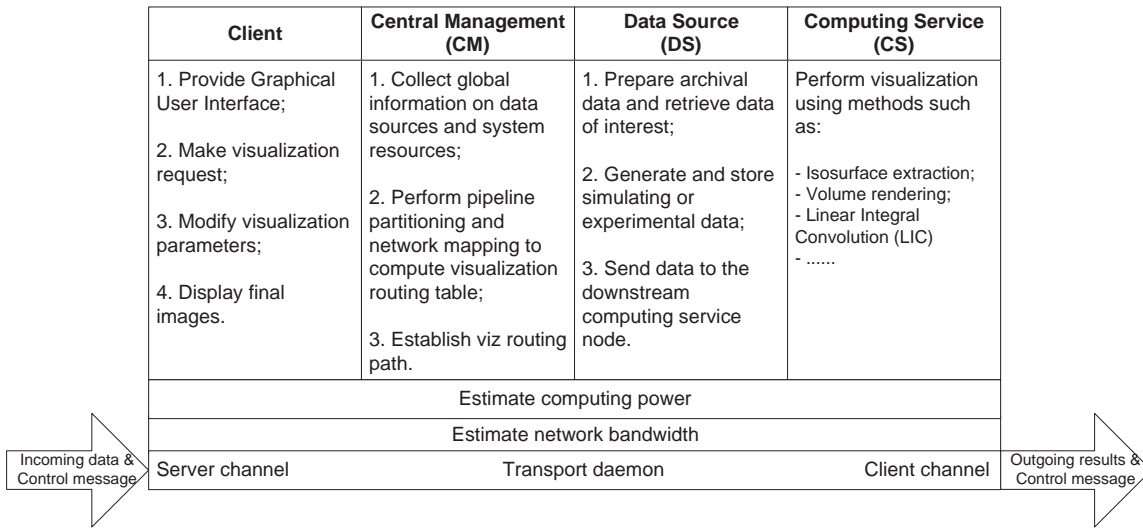 Client
Central Management
(CM)
Data Source
(DS)
Computing Service
(CS)
1. Provide Graphical
User Interface;
2. Make visualization
request;
3. Modify visualization
parameters;
4. Display final
images.
1. Collect global
information on data
sources and system
resources;
2. Perform pipeline
partitioning and
network mapping to
compute visualization
routing table;
3. Establish viz routing
path.
1. Prepare archival
data and retrieve data
of interest;
2. Generate and store
simulating or
experimental data;
3. Send data to the
downstream
computing service
node.
Perform visualization
using methods such
as:
- Isosurface extraction;
- Volume rendering;
- Linear Integral
Convolution (LIC)
- ......
Estimate computing power
Estimate network bandwidth
Incoming data &
Control message
Server channel
Transport daemon
Client channel
Outgoing results &
Control message